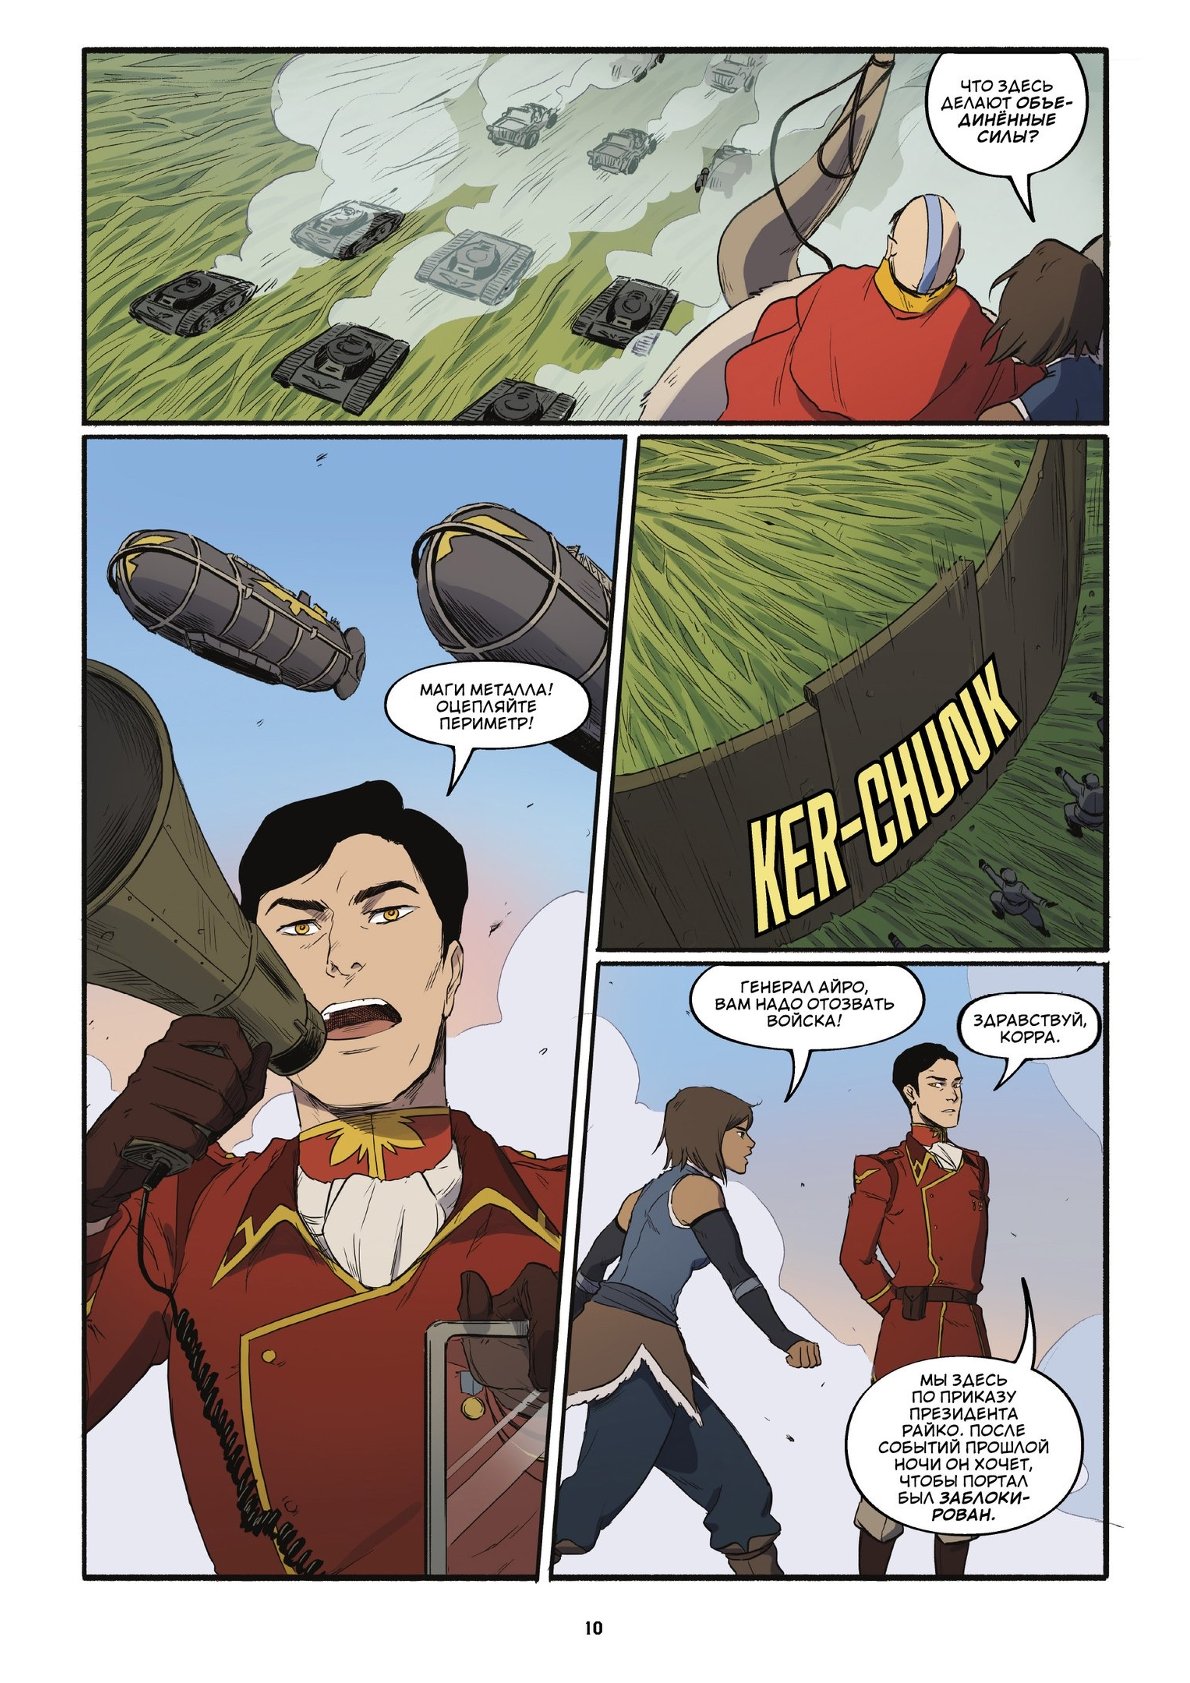 ЧТО ЗДЕСЬ
ДЕЛАЮТ ОБЪЕ-
ДИНЁННЫЕ
СИЛЫ?
МАГИ МЕТАЛЛА!
ОЦЕПЛЯЙТЕ
ПЕРИМЕТР!
KER-CHUNK
ГЕНЕРАЛ АЙРО,
ВАМ НАДО ОТОЗВАТЬ
ВОЙСКА!
ЗДРАВСТВУЙ,
КОРРА.
МЫ ЗДЕСЬ
ПО ПРИКАЗУ
ПРЕЗИДЕНТА
РАЙКО. ПОСЛЕ
СОБЫТИЙ ПРОШЛОЙ
НОЧИ ОН ХОЧЕТ,
ЧТОБЫ ПОРТАЛ
БЫЛ ЗАБЛОКИ-
РОВАН.
10